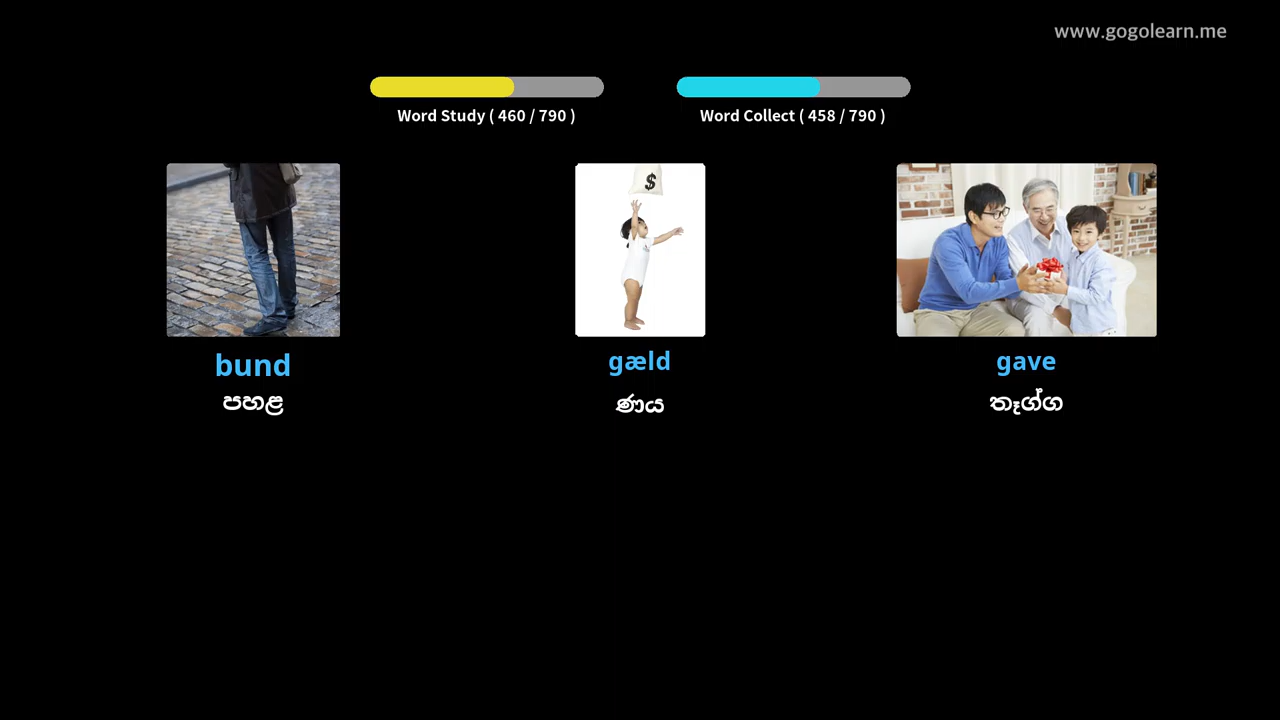 www.gogolearn.me
Word Study ( 460 / 790 )
Word Collect ( 458 / 790 )
$
bund
gæld
gave
පහළ
ණය
තෑග්ග